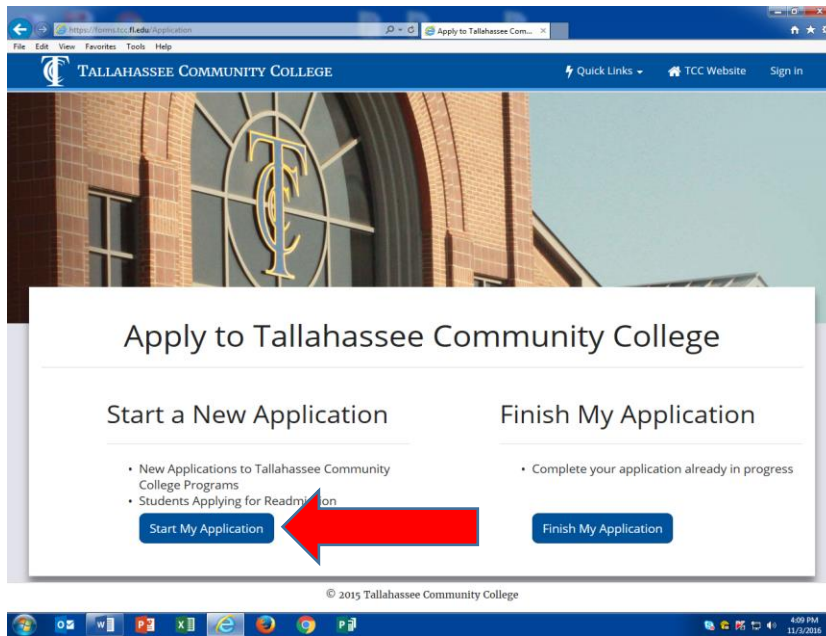 https://forms.tcc.fl.edu/Application
Apply to Tallahassee Com...
File Edit View Favorites Tools Help
TALLAHASSEE COMMUNITY COLLEGE
Quick Links
TCC Website
Sign in
Apply to Tallahassee Community College
Start a New Application
• New Applications to Tallahassee Community
College Programs
• Students Applying for Readmission
Start My Application
Finish My Application
• Complete your application already in progress
Finish My Application
© 2015 Tallahassee Community College
4:09 PM
11/3/2016